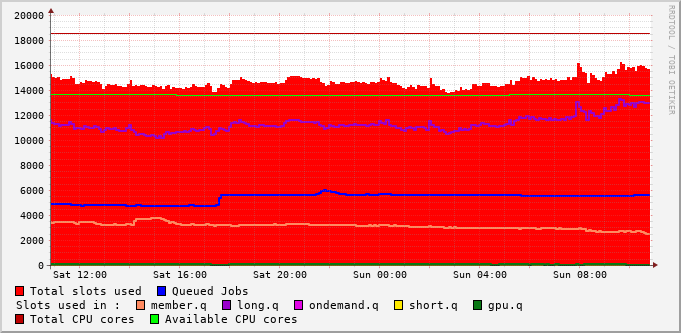 20000
18000
16000
14000
12000
10000
8000
6000
4000
2000
0
Sat 12:00 Sat 16:00 Sat 20:00 Sun 00:00 Sun 04:00 Sun 08:00
RRDTOOL / TOBI OETIKER
Total slots used Queued Jobs
Slots used in : member.q long.q ondemand.q short.q gpu.q
Total CPU cores Available CPU cores